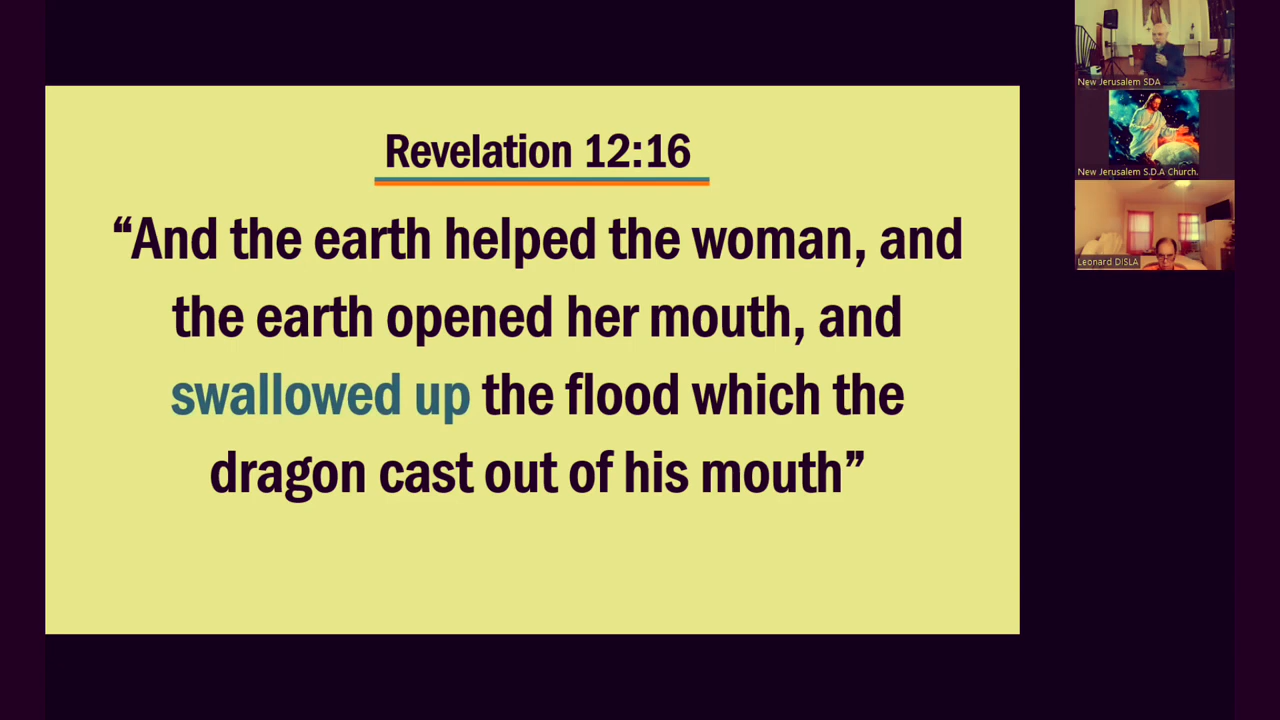 Revelation 12:16
“And the earth helped the woman, and
the earth opened her mouth, and
swallowed up the flood which the
dragon cast out of his mouth”
New Jerusalem SDA
New Jerusalem S.D.A Church.
Leonard DISLA